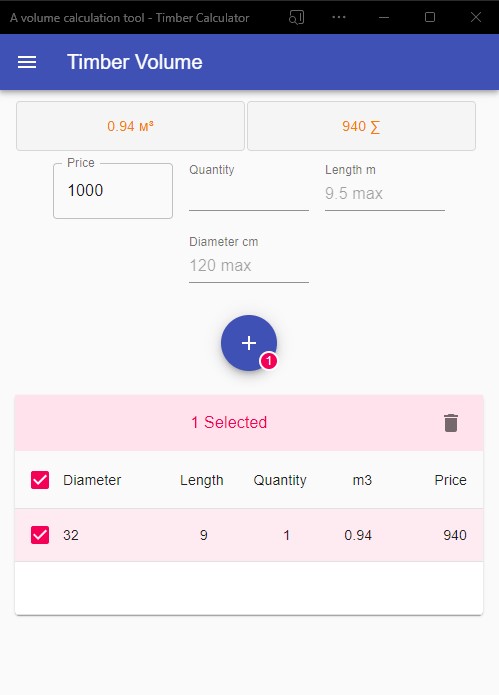 A volume calculation tool - Timber Calculator
Timber Volume
0.94 м³
940 ∑
Price
1000
Quantity
Length m
9.5 max
Diameter cm
120 max
+
1
1 Selected
Diameter Length Quantity m3 Price
32 9 1 0.94 940